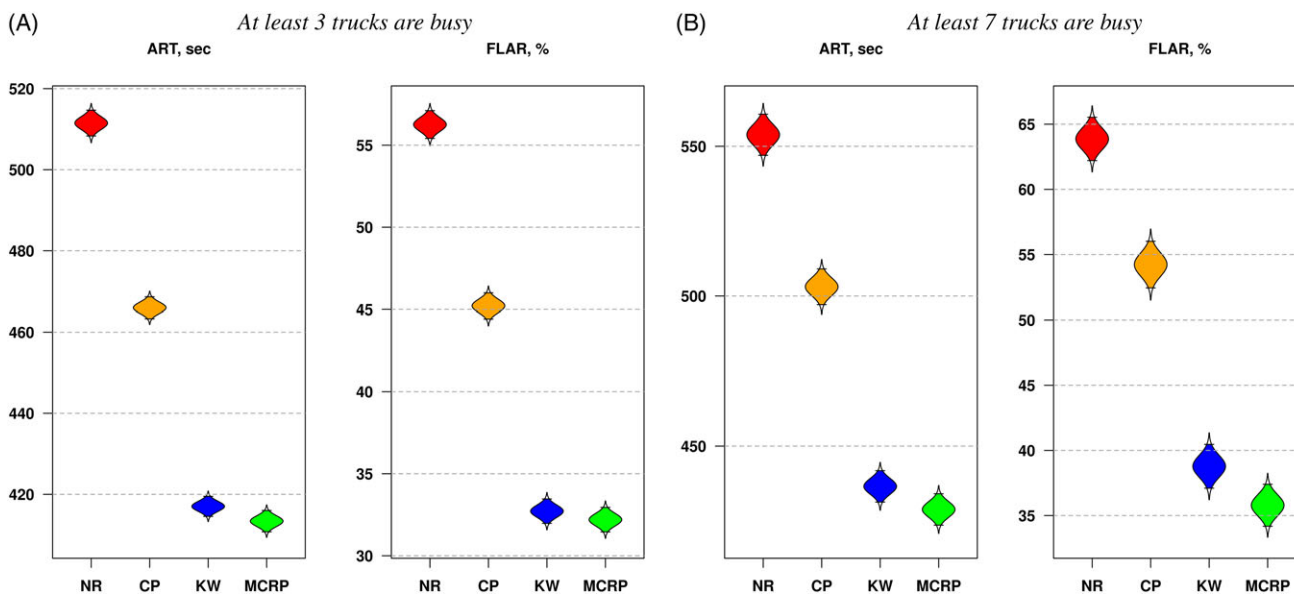 (A) At least 3 trucks are busy
ART, sec
520
500
480
460
440
420
NR CP KW MCRP
FLAR, %
55
50
45
40
35
30
NR CP KW MCRP
(B) At least 7 trucks are busy
ART, sec
550
500
450
NR CP KW MCRP
FLAR, %
65
60
55
50
45
40
35
NR CP KW MCRP